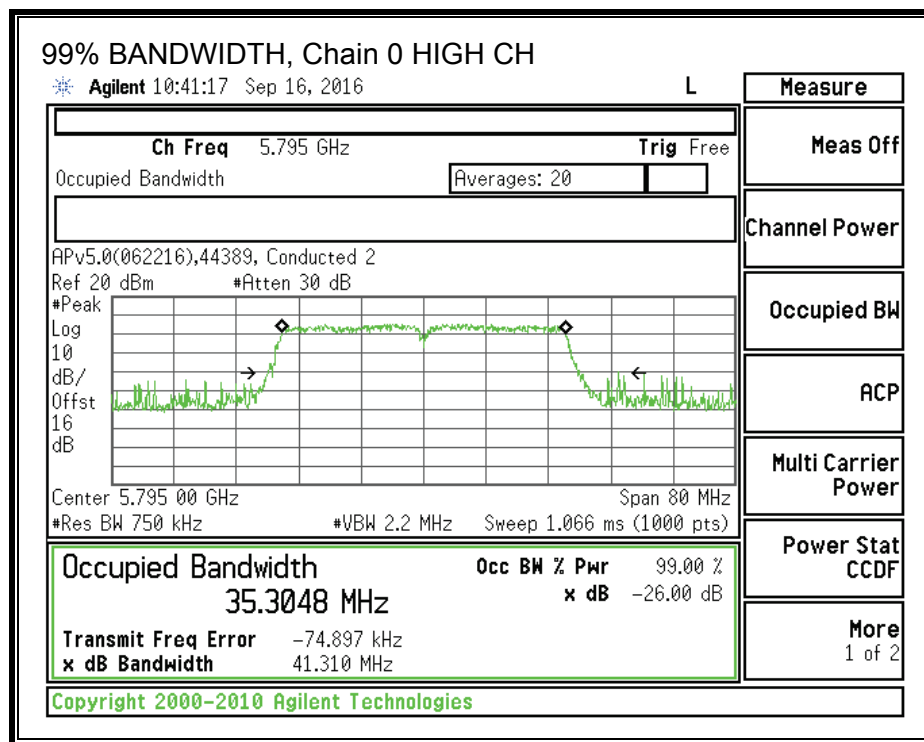 99% BANDWIDTH, Chain 0 HIGH CH
Agilent 10:41:17 Sep 16, 2016 L
Measure
Ch Freq 5.795 GHz Trig Free
Occupied Bandwidth Averages: 20
Meas Off
Channel Power
APv5.0(062216),44389, Conducted 2
Ref 20 dBm #Atten 30 dB
#Peak
Log
10
dB/
Offst
16
dB
Occupied BW
ACP
Multi Carrier
Power
Center 5.795 00 GHz Span 80 MHz
#Res BW 750 kHz #VBW 2.2 MHz Sweep 1.066 ms (1000 pts)
Power Stat
CCDF
Occupied Bandwidth Occ BW % Pwr 99.00 %
35.3048 MHz x dB -26.00 dB
Transmit Freq Error -74.897 kHz
x dB Bandwidth 41.310 MHz
More
1 of 2
Copyright 2000-2010 Agilent Technologies